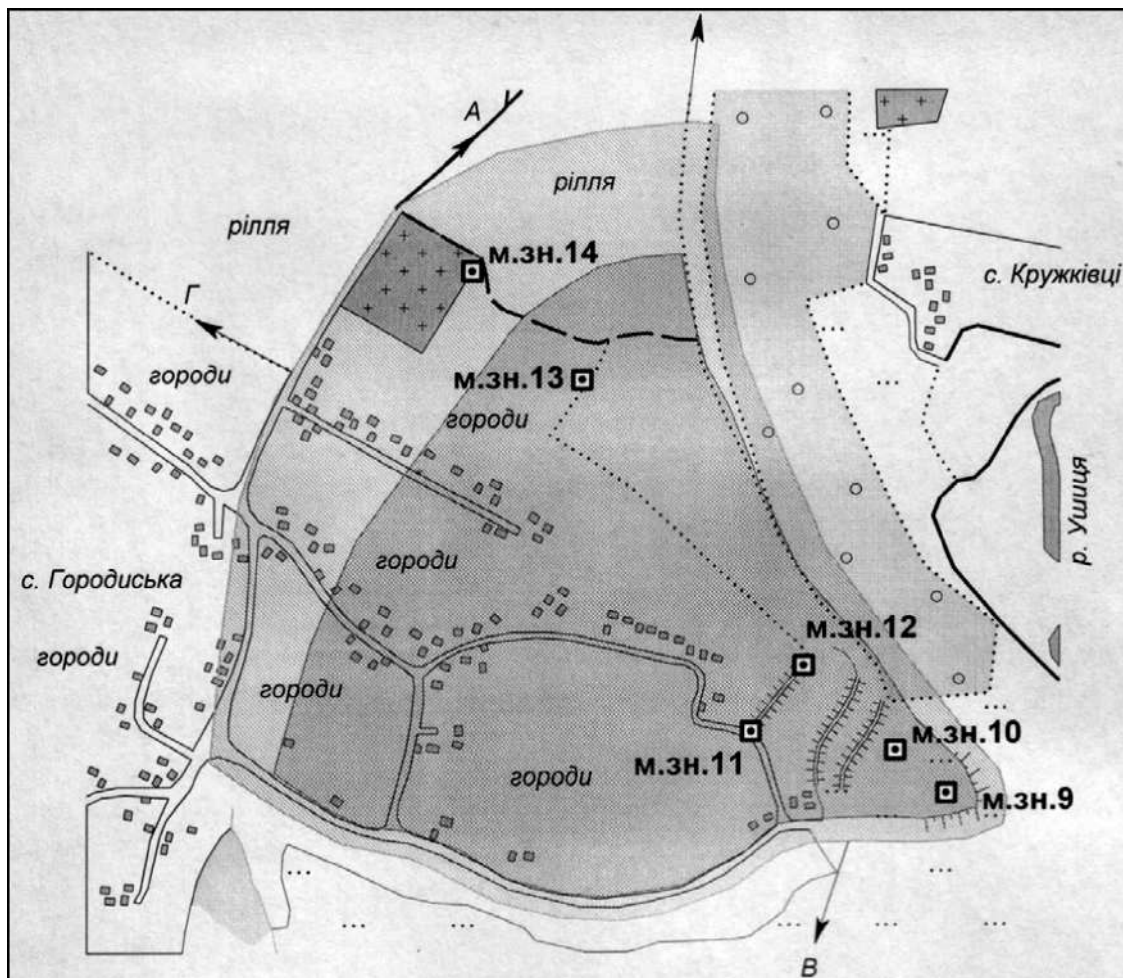 А
рілля
рілля
м.зн.14
с. Кружківці
Г
городи
м.зн.13
городи
р. Ушиця
городи
с. Городиська
м.зн.12
городи
городи
м.зн.10
м.зн.11
городи
м.зн.9
В